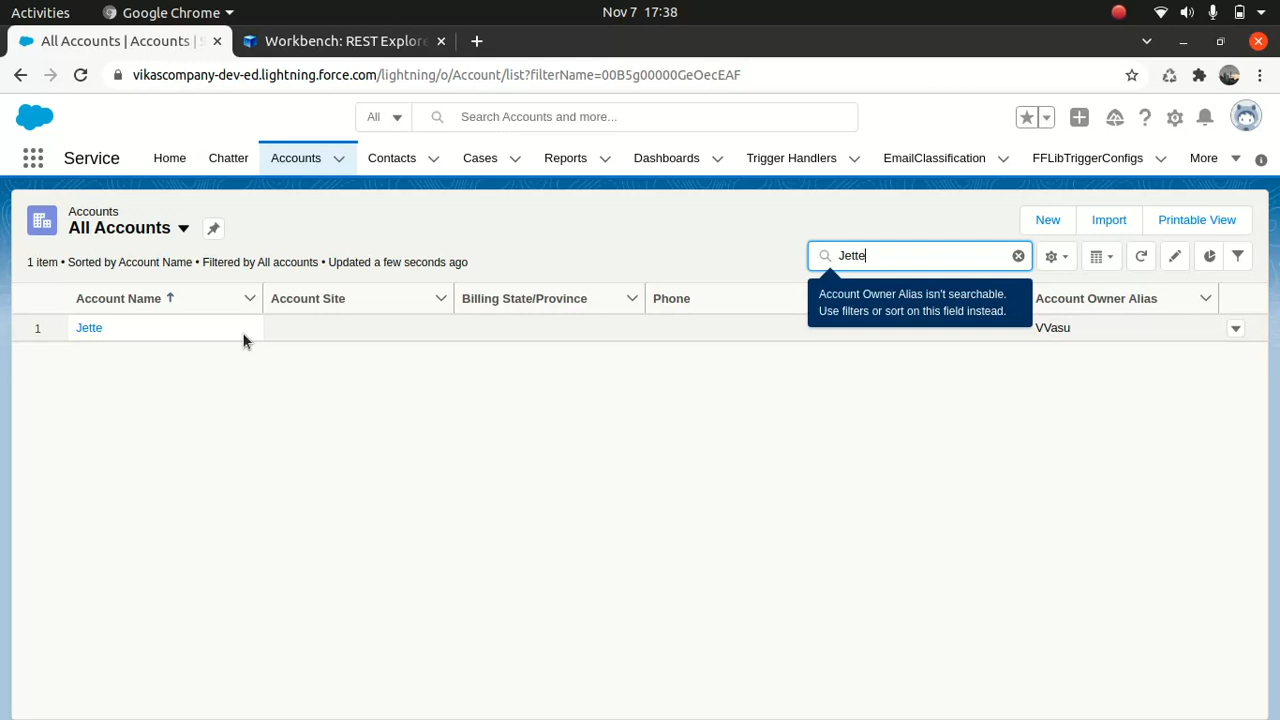 Activities Google Chrome Nov 7 17:38
All Accounts | Accounts | S Workbench: REST Explore
vikascompany-dev-ed.lightning.force.com/lightning/o/Account/list?filterName=00B5g00000GeOecEAF
All Search Accounts and more...
Service Home Chatter Accounts Contacts Cases Reports Dashboards Trigger Handlers EmailClassification FFLibTriggerConfigs More
Accounts
All Accounts
New Import Printable View
1 item • Sorted by Account Name • Filtered by All accounts • Updated a few seconds ago
Jette
Account Owner Alias isn't searchable.
Use filters or sort on this field instead.
Account Name Account Site Billing State/Province Phone Account Owner Alias
1 Jette VVasu